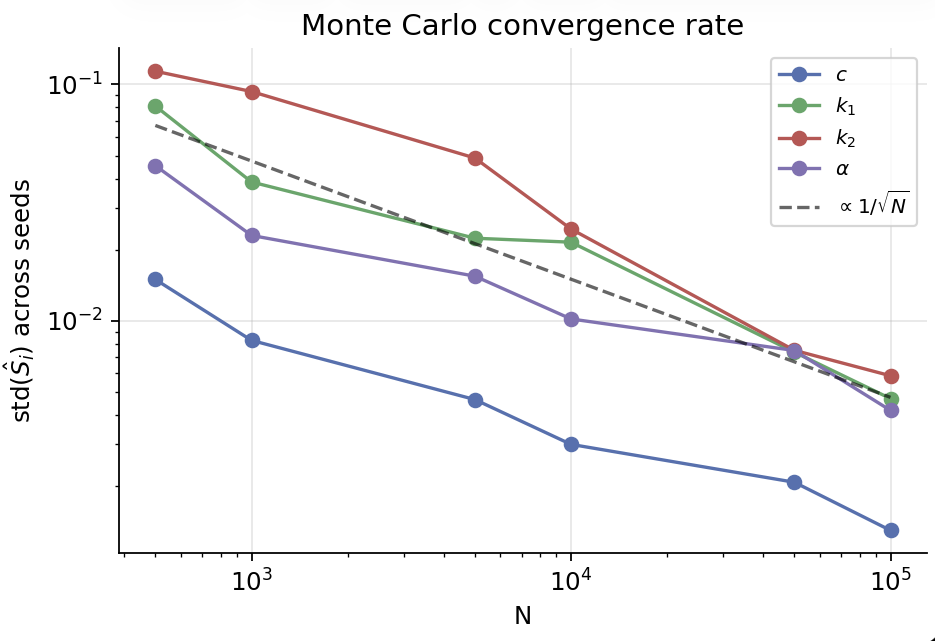 Monte Carlo convergence rate
10⁻¹
10⁻²
std(Ŝᵢ) across seeds
c
k₁
k₂
α
∝ 1/√N
10³
10⁴
10⁵
N